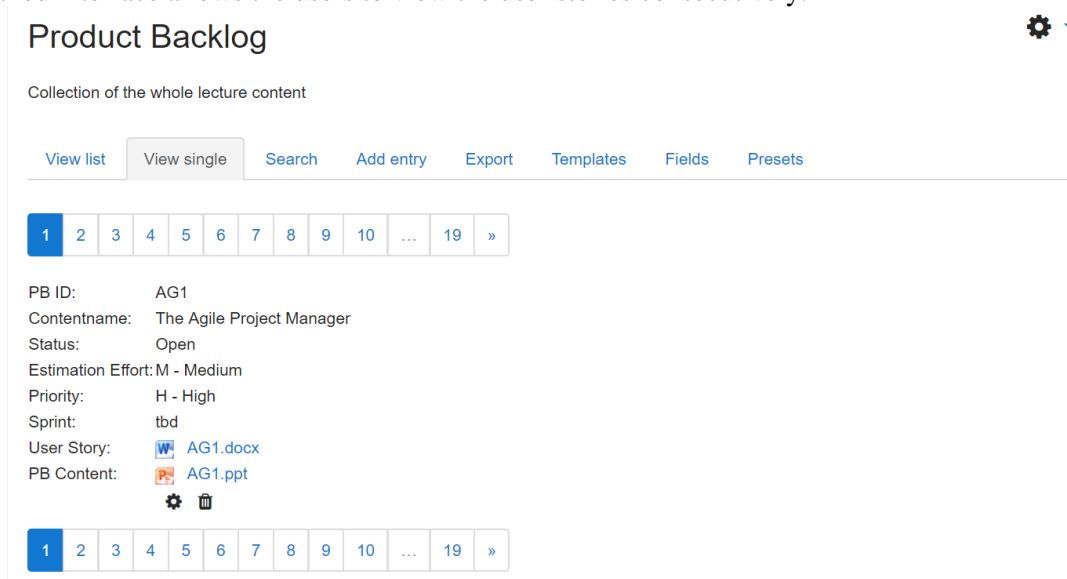 Product Backlog
Collection of the whole lecture content
View list View single Search Add entry Export Templates Fields Presets
1 2 3 4 5 6 7 8 9 10 … 19 »
PB ID: AG1
Contentname: The Agile Project Manager
Status: Open
Estimation Effort: M - Medium
Priority: H - High
Sprint: tbd
User Story: AG1.docx
PB Content: AG1.ppt
1 2 3 4 5 6 7 8 9 10 … 19 »